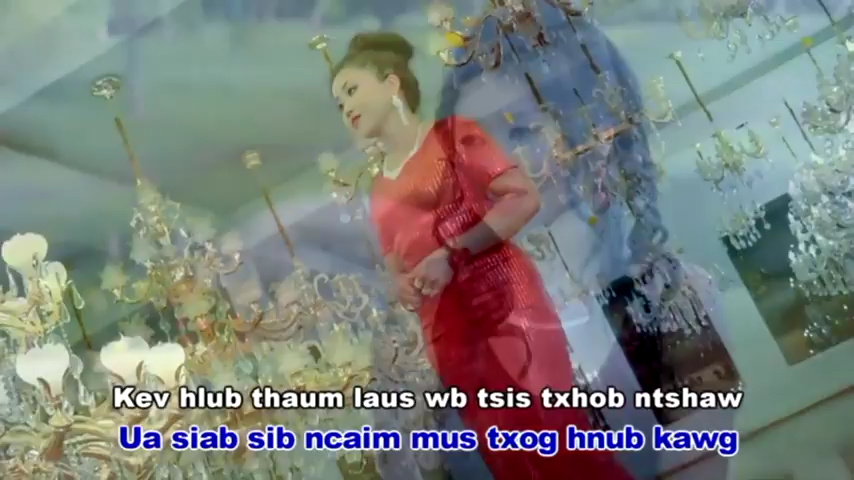 Kev hlub thaum laus wb tsis txhob ntshaw
Ua siab sib ncaim mus txog hnub kawg